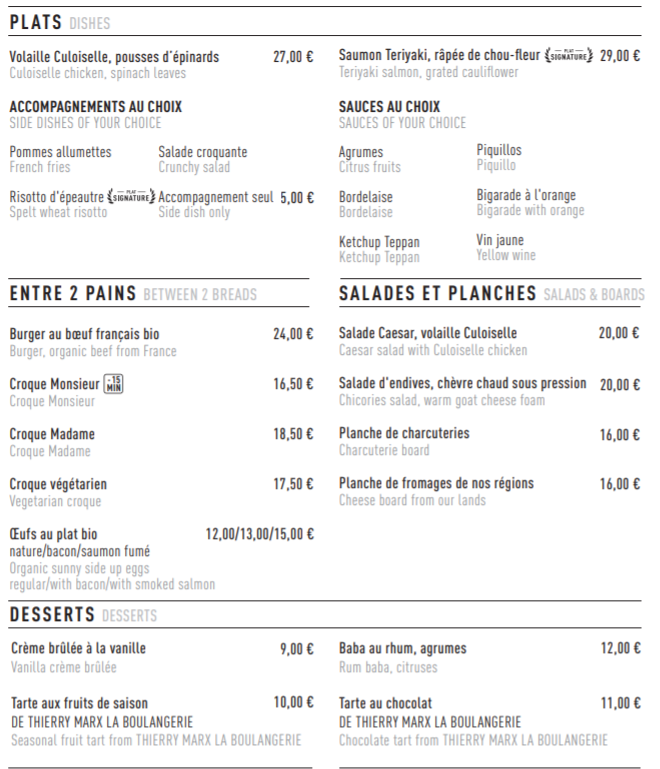 PLATS DISHES
Volaille Culoiselle, pousses d'épinards 27,00 €
Culoiselle chicken, spinach leaves
Saumon Teriyaki, râpée de chou-fleur PLAT SIGNATURE 29,00 €
Teriyaki salmon, grated cauliflower
ACCOMPAGNEMENTS AU CHOIX
SIDE DISHES OF YOUR CHOICE
Pommes allumettes Salade croquante
French fries Crunchy salad
Risotto d'épeautre PLAT SIGNATURE Accompagnement seul 5,00 €
Spelt wheat risotto Side dish only
SAUCES AU CHOIX
SAUCES OF YOUR CHOICE
Agrumes Piquillos
Citrus fruits Piquillo
Bordelaise Bigarade à l'orange
Bordelaise Bigarade with orange
Ketchup Teppan Vin jaune
Ketchup Teppan Yellow wine
ENTRE 2 PAINS BETWEEN 2 BREADS
Burger au bœuf français bio 24,00 €
Burger, organic beef from France
Croque Monsieur -15 MIN 16,50 €
Croque Monsieur
Croque Madame 18,50 €
Croque Madame
Croque végétarien 17,50 €
Vegetarian croque
Œufs au plat bio 12,00/13,00/15,00 €
nature/bacon/saumon fumé
Organic sunny side up eggs
regular/with bacon/with smoked salmon
SALADES ET PLANCHES SALADS & BOARDS
Salade Caesar, volaille Culoiselle 20,00 €
Caesar salad with Culoiselle chicken
Salade d'endives, chèvre chaud sous pression 20,00 €
Chicories salad, warm goat cheese foam
Planche de charcuteries 16,00 €
Charcuterie board
Planche de fromages de nos régions 16,00 €
Cheese board from our lands
DESSERTS DESSERTS
Crème brûlée à la vanille 9,00 €
Vanilla crème brûlée
Tarte aux fruits de saison 10,00 €
DE THIERRY MARX LA BOULANGERIE
Seasonal fruit tart from THIERRY MARX LA BOULANGERIE
Baba au rhum, agrumes 12,00 €
Rum baba, citruses
Tarte au chocolat 11,00 €
DE THIERRY MARX LA BOULANGERIE
Chocolate tart from THIERRY MARX LA BOULANGERIE